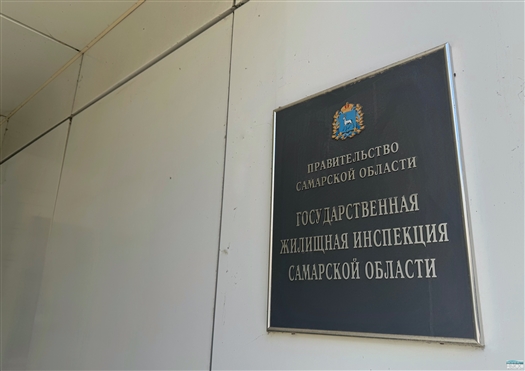 ПРАВИТЕЛЬСТВО
САМАРСКОЙ ОБЛАСТИ
ГОСУДАРСТВЕННАЯ
ЖИЛИЩНАЯ ИНСПЕКЦИЯ
САМАРСКОЙ ОБЛАСТИ